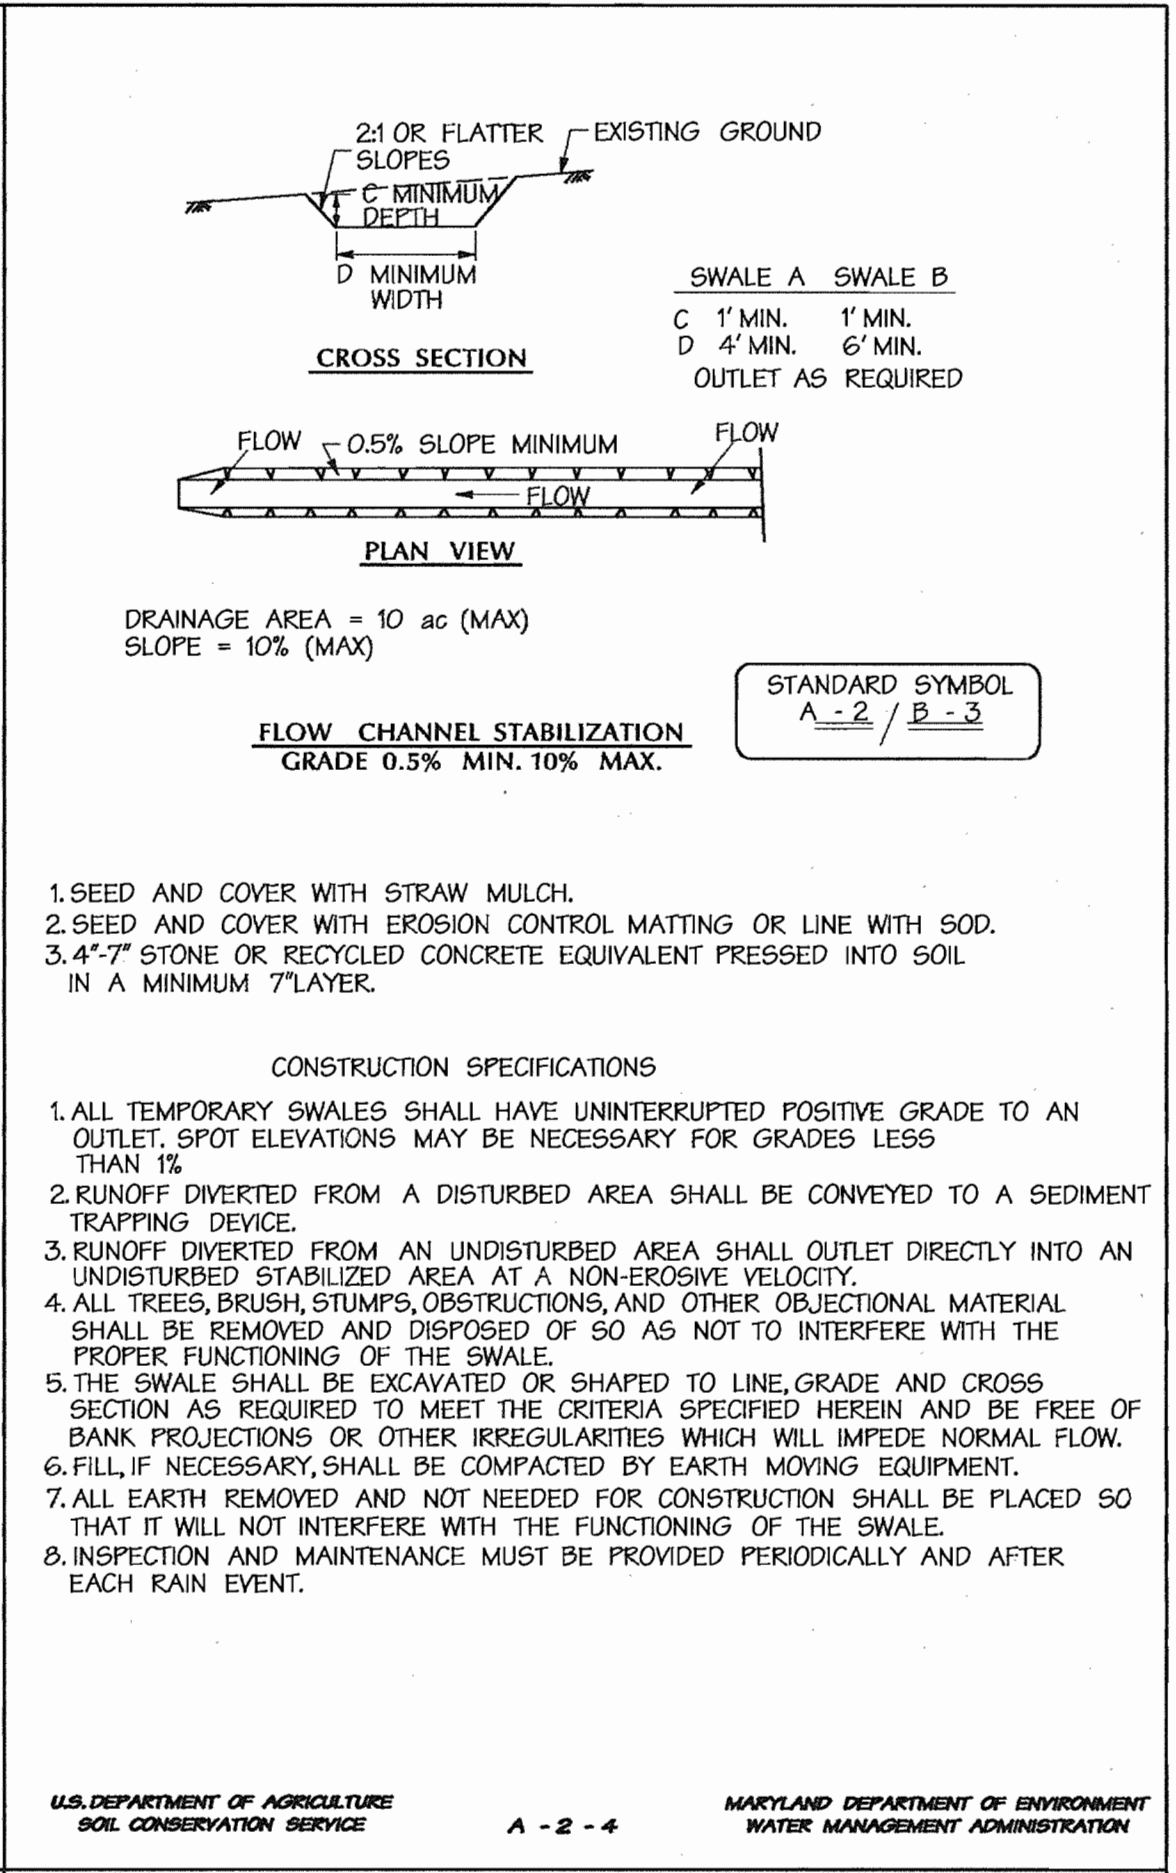 2:1 OR FLATTER
SLOPES
EXISTING GROUND
C MINIMUM
DEPTH
D MINIMUM
WIDTH
CROSS SECTION
SWALE A SWALE B
C 1' MIN. 1' MIN.
D 4' MIN. 6' MIN.
OUTLET AS REQUIRED
FLOW
0.5% SLOPE MINIMUM
FLOW
FLOW
PLAN VIEW
DRAINAGE AREA = 10 ac (MAX)
SLOPE = 10% (MAX)
STANDARD SYMBOL
A - 2 / B - 3
FLOW CHANNEL STABILIZATION
GRADE 0.5% MIN. 10% MAX.
1. SEED AND COVER WITH STRAW MULCH.
2. SEED AND COVER WITH EROSION CONTROL MATTING OR LINE WITH SOD.
3. 4"-7" STONE OR RECYCLED CONCRETE EQUIVALENT PRESSED INTO SOIL
IN A MINIMUM 7" LAYER.
CONSTRUCTION SPECIFICATIONS
1. ALL TEMPORARY SWALES SHALL HAVE UNINTERRUPTED POSITIVE GRADE TO AN
OUTLET. SPOT ELEVATIONS MAY BE NECESSARY FOR GRADES LESS
THAN 1%
2. RUNOFF DIVERTED FROM A DISTURBED AREA SHALL BE CONVEYED TO A SEDIMENT
TRAPPING DEVICE.
3. RUNOFF DIVERTED FROM AN UNDISTURBED AREA SHALL OUTLET DIRECTLY INTO AN
UNDISTURBED STABILIZED AREA AT A NON-EROSIVE VELOCITY.
4. ALL TREES, BRUSH, STUMPS, OBSTRUCTIONS, AND OTHER OBJECTIONAL MATERIAL
SHALL BE REMOVED AND DISPOSED OF SO AS NOT TO INTERFERE WITH THE
PROPER FUNCTIONING OF THE SWALE.
5. THE SWALE SHALL BE EXCAVATED OR SHAPED TO LINE, GRADE AND CROSS
SECTION AS REQUIRED TO MEET THE CRITERIA SPECIFIED HEREIN AND BE FREE OF
BANK PROJECTIONS OR OTHER IRREGULARITIES WHICH WILL IMPEDE NORMAL FLOW.
6. FILL, IF NECESSARY, SHALL BE COMPACTED BY EARTH MOVING EQUIPMENT.
7. ALL EARTH REMOVED AND NOT NEEDED FOR CONSTRUCTION SHALL BE PLACED SO
THAT IT WILL NOT INTERFERE WITH THE FUNCTIONING OF THE SWALE.
8. INSPECTION AND MAINTENANCE MUST BE PROVIDED PERIODICALLY AND AFTER
EACH RAIN EVENT.
U.S. DEPARTMENT OF AGRICULTURE
SOIL CONSERVATION SERVICE
A - 2 - 4
MARYLAND DEPARTMENT OF ENVIRONMENT
WATER MANAGEMENT ADMINISTRATION